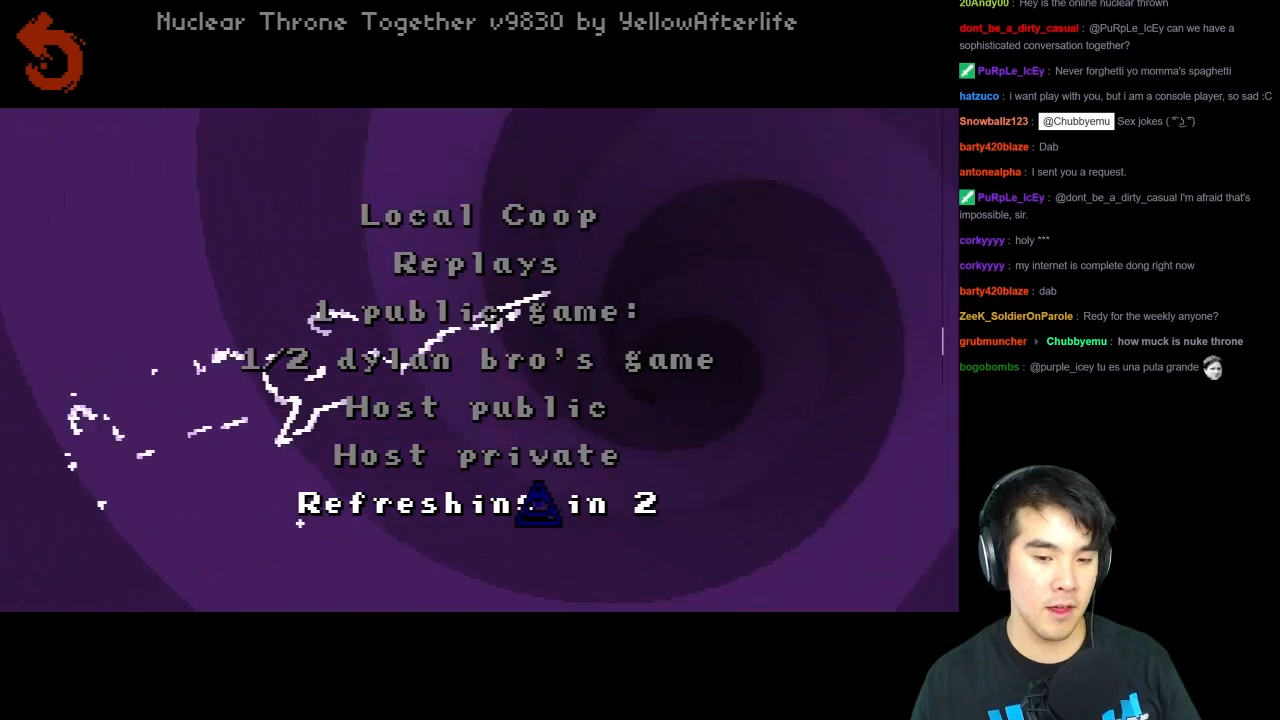 Nuclear Throne Together v9830 by YellowAfterlife
Local Coop
Replays
1 public game:
1/2 dylan bro's game
Host public
Host private
Refreshing in 2
20Andy00 : Hey is the online nuclear thrown
dont_be_a_dirty_casual : @PuRpLe_IcEy can we have a
sophisticated conversation together?
PuRpLe_IcEy : Never forghetti yo momma's spaghetti
hatzuco : i want play with you, but i am a console player, so sad :C
Snowballz123 : @Chubbyemu Sex jokes ( ͡° ͜ʖ ͡°)
barty420blaze : Dab
antonealpha : I sent you a request.
PuRpLe_IcEy : @dont_be_a_dirty_casual I'm afraid that's
impossible, sir.
corkyyyy : holy ***
corkyyyy : my internet is complete dong right now
barty420blaze : dab
ZeeK_SoldierOnParole : Redy for the weekly anyone?
grubmuncher ▸ Chubbyemu : how muck is nuke throne
bogobombs : @purple_icey tu es una puta grande